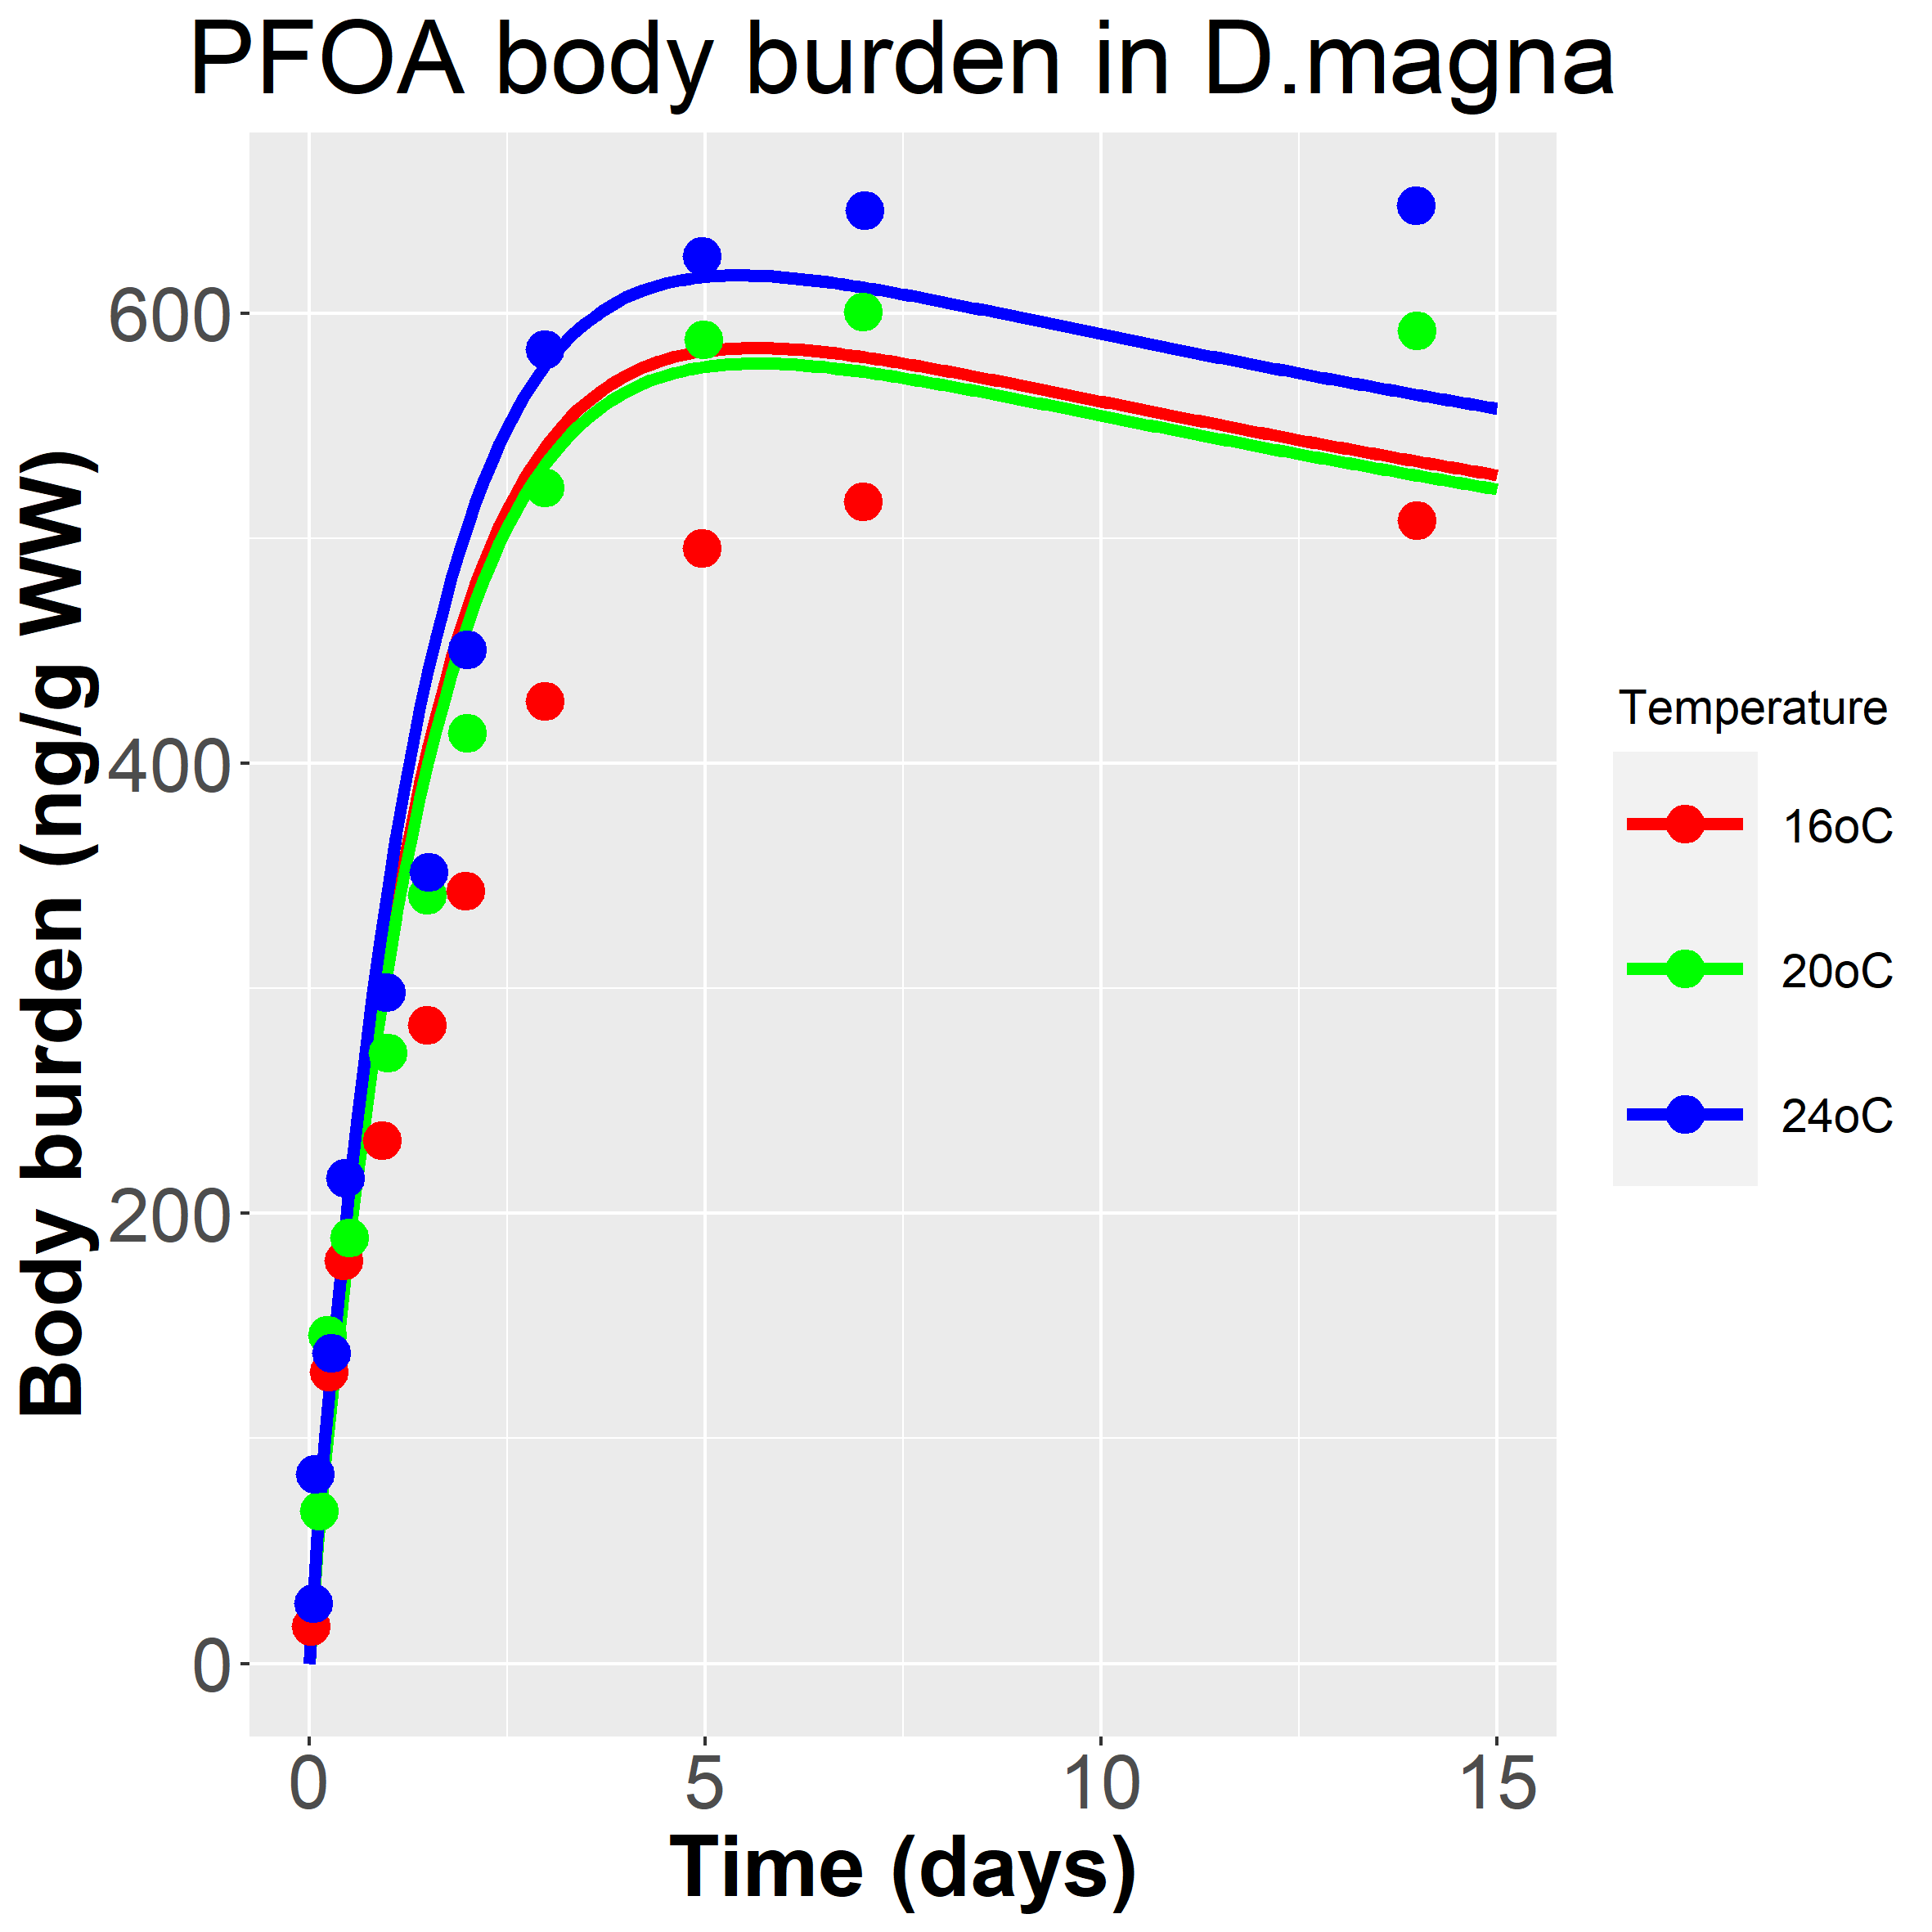 PFOA body burden in D.magna
Body burden (ng/g WW)
600
400
200
0
0 5 10 15
Time (days)
Temperature
16oC
20oC
24oC